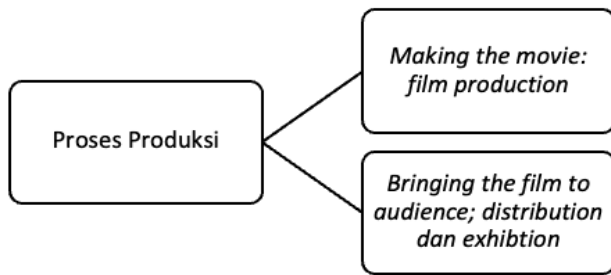 Making the movie:
film production
Proses Produksi
Bringing the film to
audience; distribution
dan exhibtion